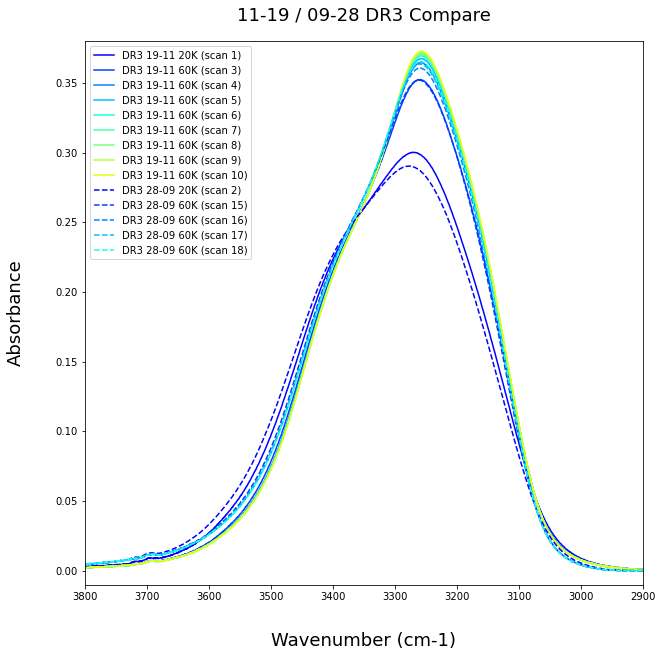 11-19 / 09-28 DR3 Compare
DR3 19-11 20K (scan 1)
DR3 19-11 60K (scan 3)
DR3 19-11 60K (scan 4)
DR3 19-11 60K (scan 5)
DR3 19-11 60K (scan 6)
DR3 19-11 60K (scan 7)
DR3 19-11 60K (scan 8)
DR3 19-11 60K (scan 9)
DR3 19-11 60K (scan 10)
DR3 28-09 20K (scan 2)
DR3 28-09 60K (scan 15)
DR3 28-09 60K (scan 16)
DR3 28-09 60K (scan 17)
DR3 28-09 60K (scan 18)
Absorbance
0.35
0.30
0.25
0.20
0.15
0.10
0.05
0.00
3800 3700 3600 3500 3400 3300 3200 3100 3000 2900
Wavenumber (cm-1)